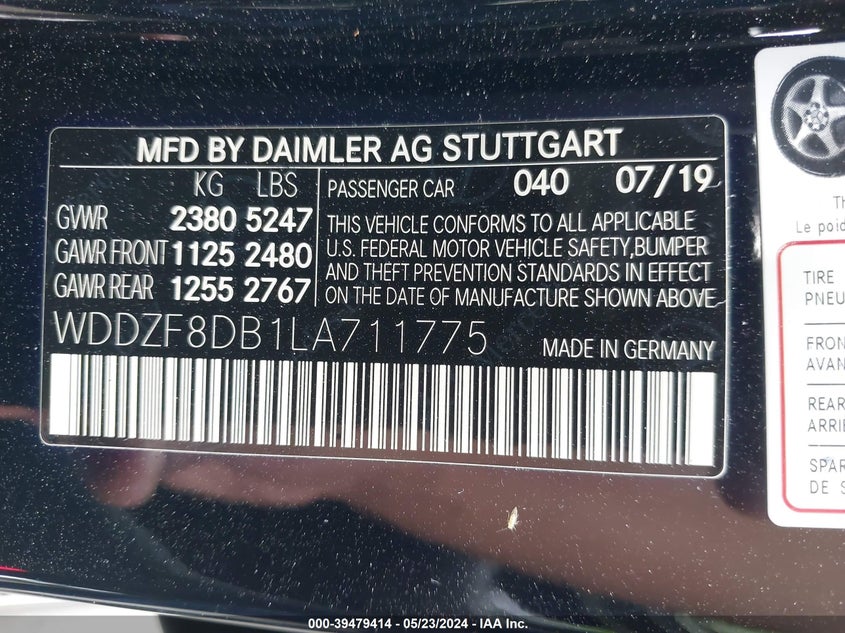 MFD BY DAIMLER AG STUTTGART
KG LBS
GVWR 2380 5247
GAWR FRONT 1125 2480
GAWR REAR 1255 2767
PASSENGER CAR 040 07/19
THIS VEHICLE CONFORMS TO ALL APPLICABLE
U.S. FEDERAL MOTOR VEHICLE SAFETY,BUMPER
AND THEFT PREVENTION STANDARDS IN EFFECT
ON THE DATE OF MANUFACTURE SHOWN ABOVE.
WDDZF8DB1LA711775
MADE IN GERMANY
Th
Le poid
TIRE
PNEU
FRON
AVAN
REAR
ARRIÈ
SPAR
DE S
000-39479414 - 05/23/2024 - IAA Inc.